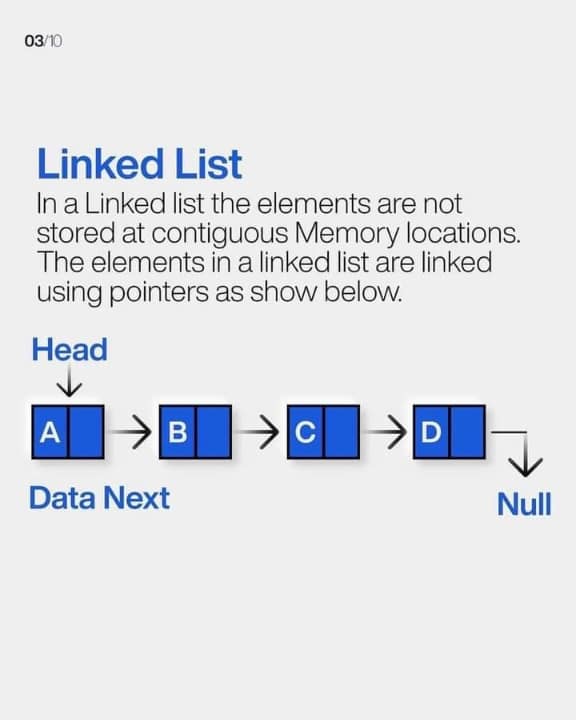 03/10
Linked List
In a Linked list the elements are not
stored at contiguous Memory locations.
The elements in a linked list are linked
using pointers as show below.
Head
A B C D
Data Next
Null